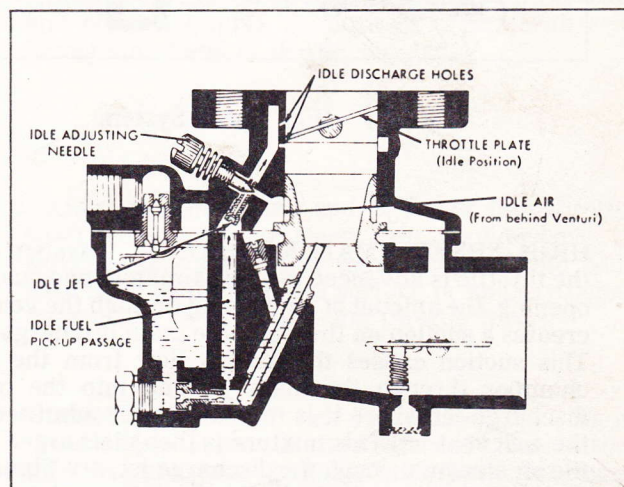 IDLE DISCHARGE HOLES
IDLE ADJUSTING
NEEDLE
THROTTLE PLATE
(Idle Position)
IDLE AIR
(From behind Venturi)
IDLE JET
IDLE FUEL
PICK-UP PASSAGE